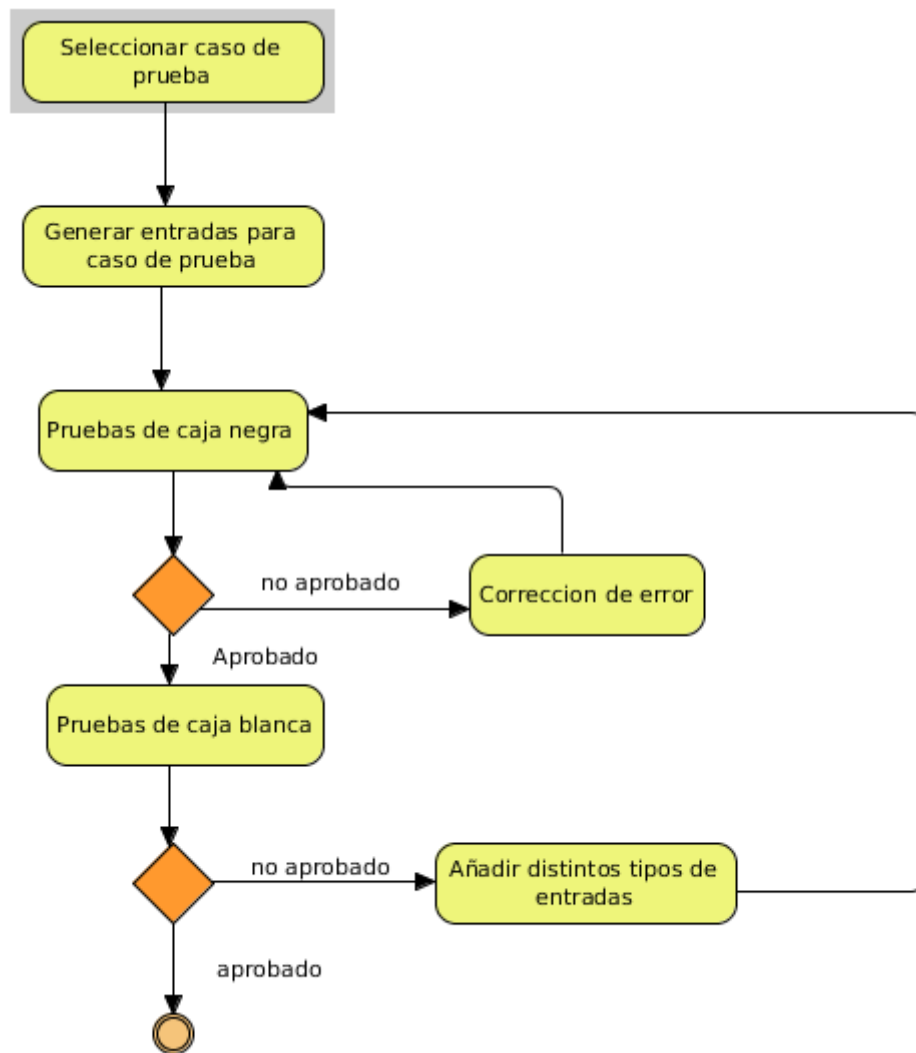 Seleccionar caso de
prueba
Generar entradas para
caso de prueba
Pruebas de caja negra
no aprobado
Correccion de error
Aprobado
Pruebas de caja blanca
no aprobado
Añadir distintos tipos de
entradas
aprobado